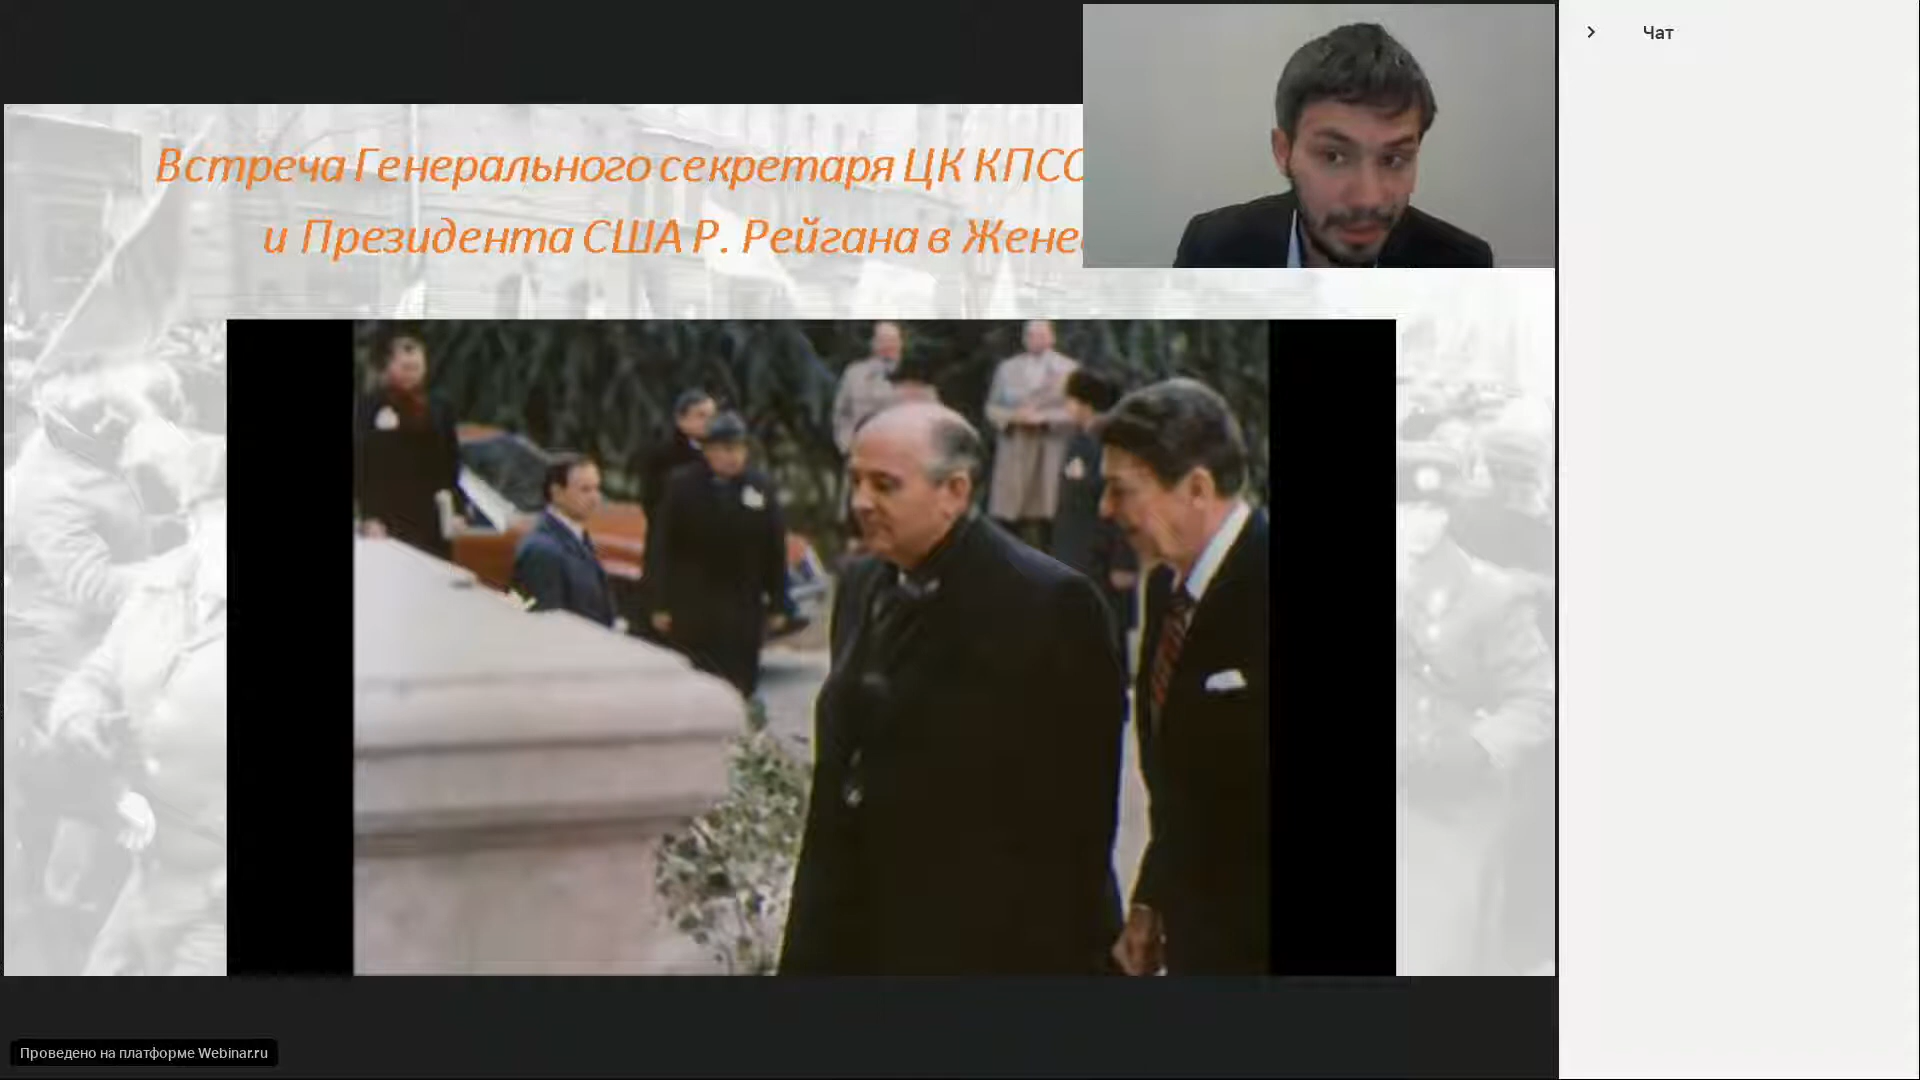 Чат
Встреча Генерального секретаря ЦК КПСС
и Президента США Р. Рейгана в Жене
Проведено на платформе Webinar.ru